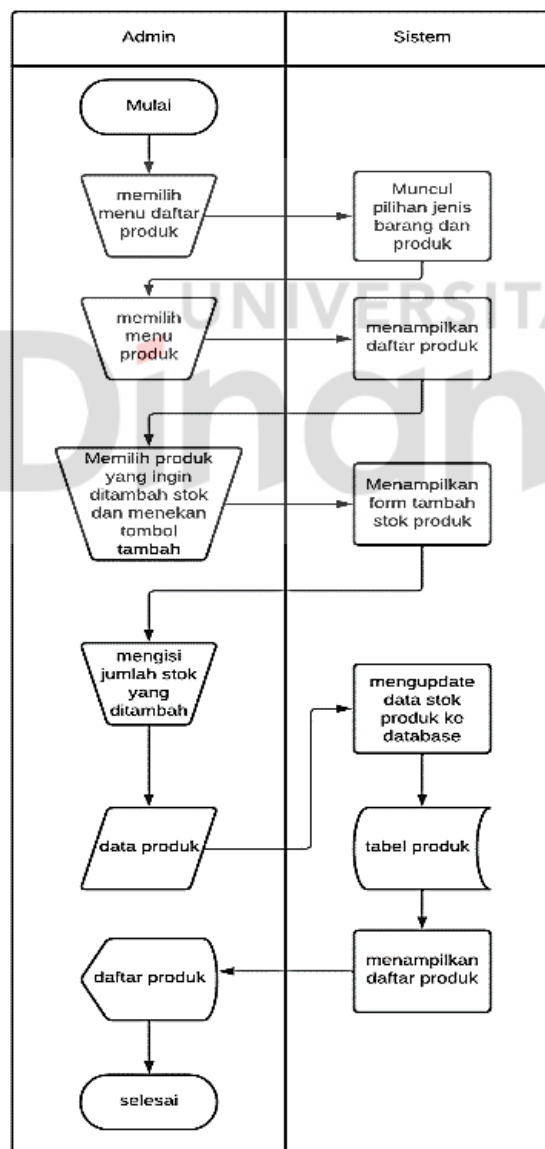 Admin
Sistem
Mulai
memilih
menu daftar
produk
Muncul
pilihan jenis
barang dan
produk
UNIVERSITA
Dinam
memilih
menu
produk
menampilkan
daftar produk
Memilih produk
yang ingin
ditambah stok
dan menekan
tombol
tambah
Menampilkan
form tambah
stok produk
mengisi
jumlah stok
yang
ditambah
mengupdate
data stok
produk ke
database
data produk
tabel produk
daftar produk
menampilkan
daftar produk
selesai